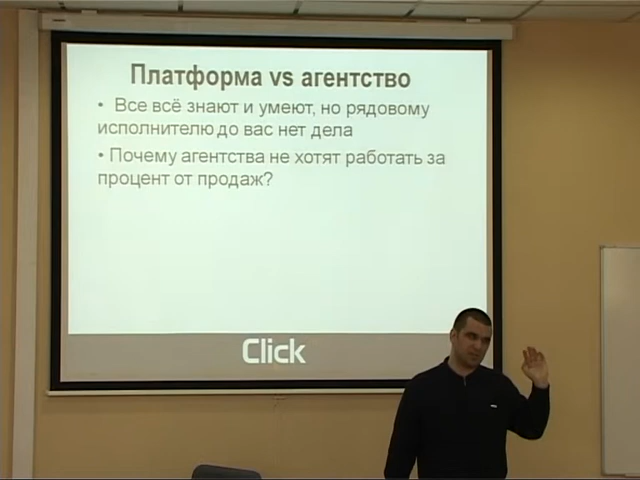 Платформа vs агентство
• Все всё знают и умеют, но рядовому
исполнителю до вас нет дела
• Почему агентства не хотят работать за
процент от продаж?
Click